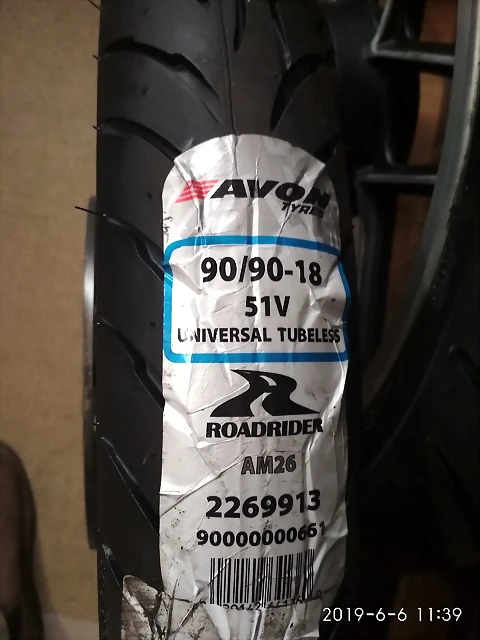 AVON
TYRES
90/90-18
51V
UNIVERSAL TUBELESS
ROADRIDER
AM26
2269913
90000000661
2019-6-6 11:39